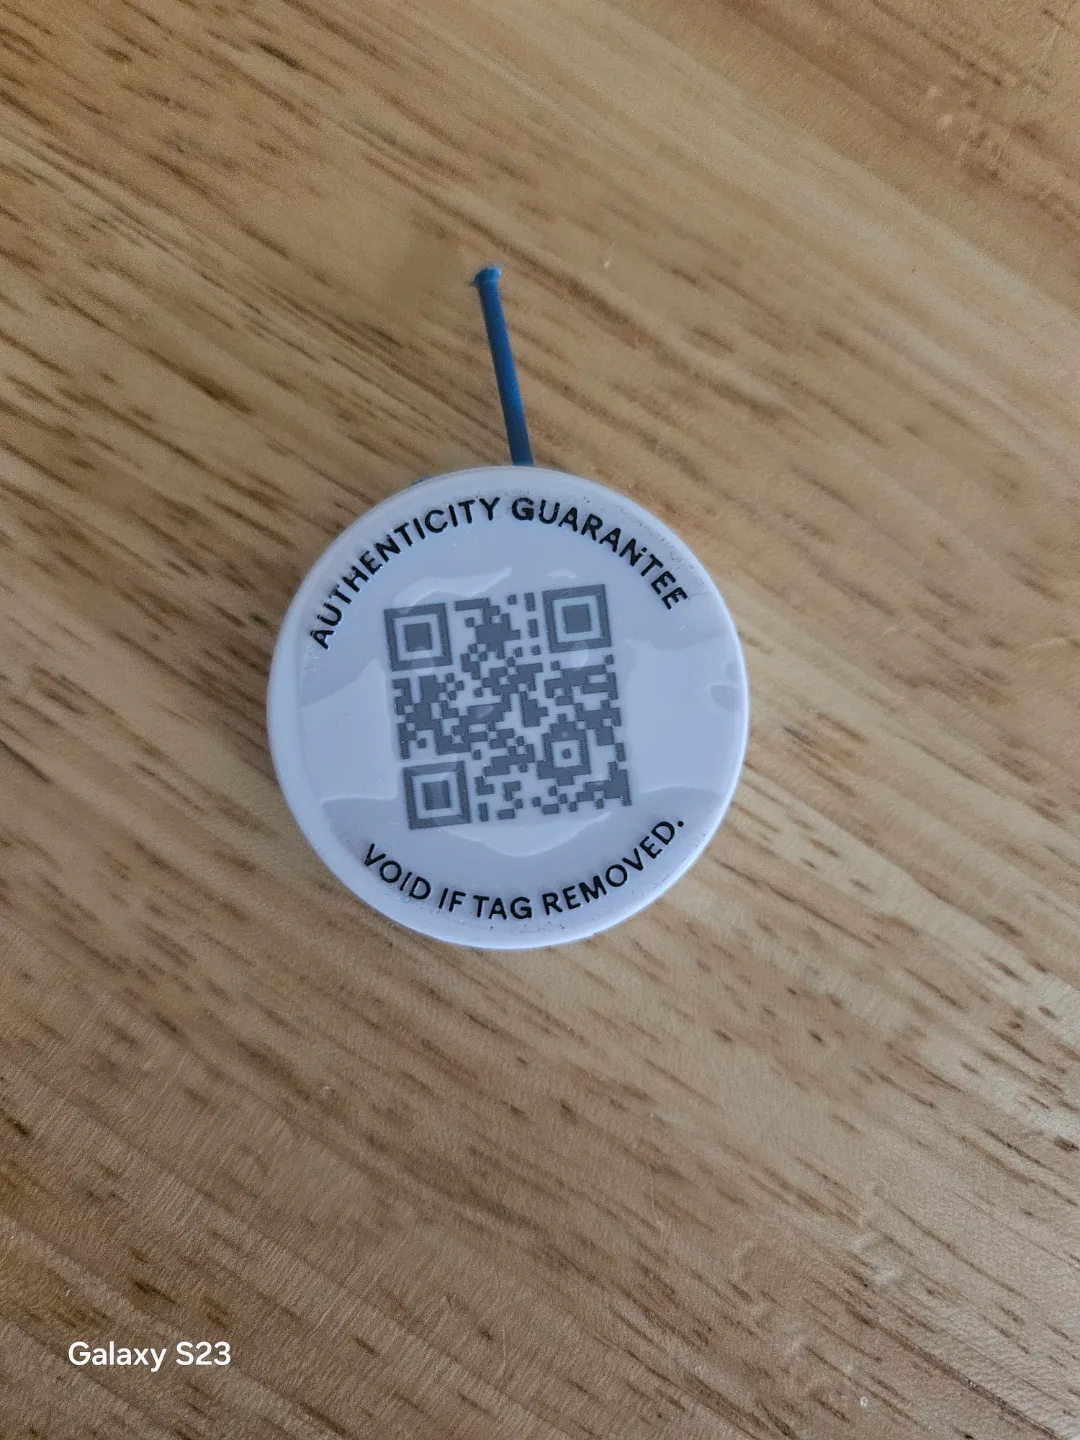 AUTHENTICITY GUARANTEE
VOID IF TAG REMOVED.
Galaxy S23